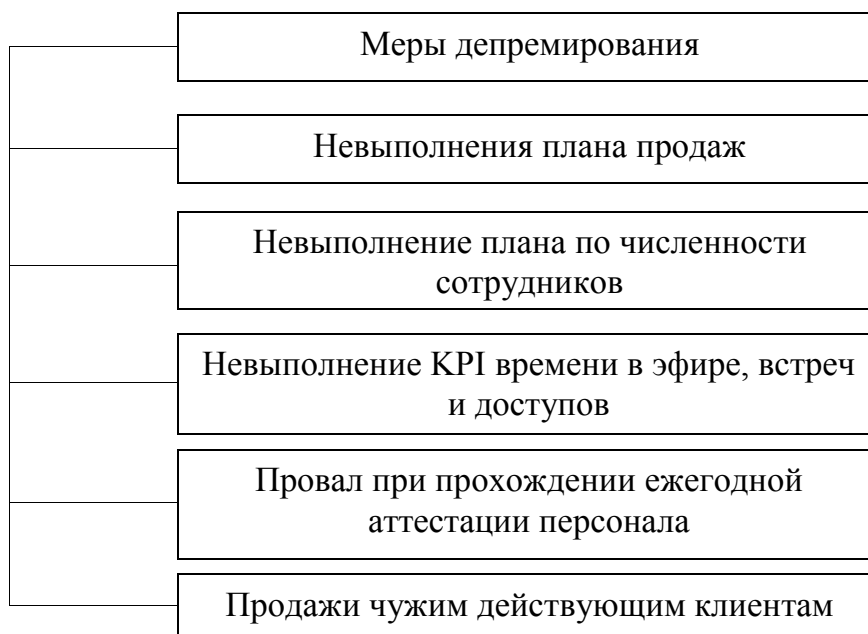 Меры депремирования
Невыполнения плана продаж
Невыполнение плана по численности
сотрудников
Невыполнение KPI времени в эфире, встреч
и доступов
Провал при прохождении ежегодной
аттестации персонала
Продажи чужим действующим клиентам